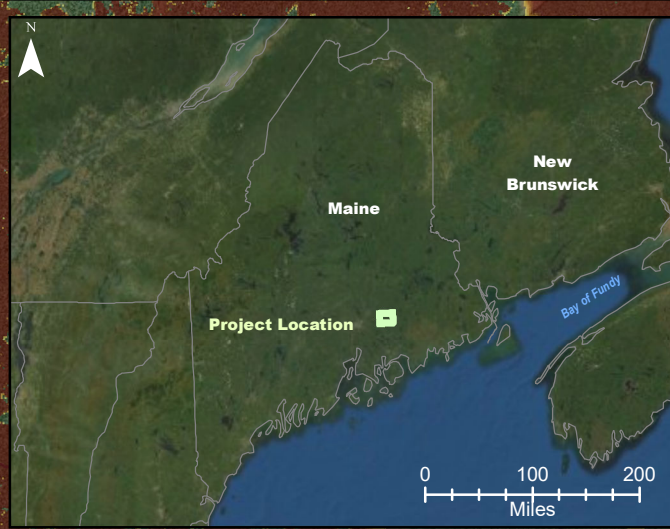 N
New
Brunswick
Maine
Bay of Fundy
Project Location
0 100 200
Miles